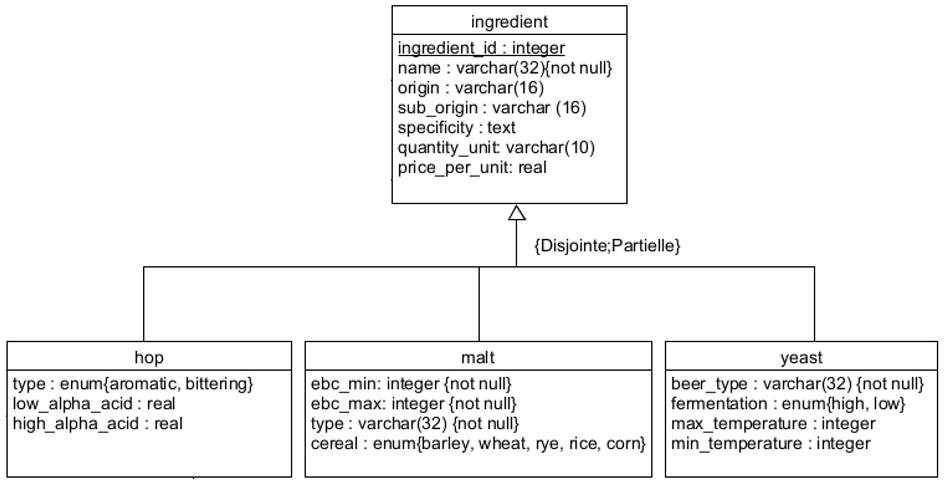 ingredient
ingredient_id : integer
name : varchar(32){not null}
origin : varchar(16)
sub_origin : varchar (16)
specificity : text
quantity_unit: varchar(10)
price_per_unit: real
{Disjointe;Partielle}
hop
type : enum{aromatic, bittering}
low_alpha_acid : real
high_alpha_acid : real
malt
ebc_min: integer {not null}
ebc_max: integer {not null}
type : varchar(32) {not null}
cereal : enum{barley, wheat, rye, rice, corn}
yeast
beer_type : varchar(32) {not null}
fermentation : enum{high, low}
max_temperature : integer
min_temperature : integer